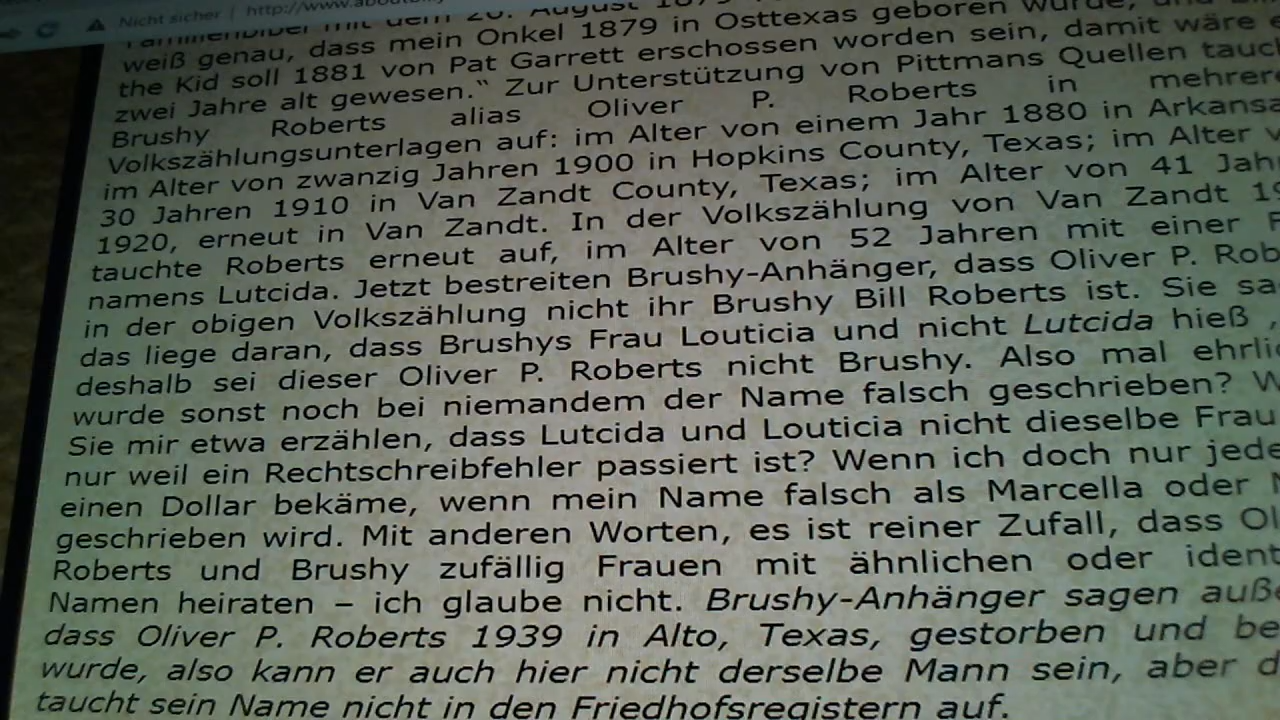 Nicht sicher | http://www.about
Familienbibel mit dem 20. August
weiß genau, dass mein Onkel 1879 in Osttexas geboren wurde, und
the Kid soll 1881 von Pat Garrett erschossen worden sein, damit wäre
zwei Jahre alt gewesen.“ Zur Unterstützung von Pittmans Quellen
Brushy Roberts alias Oliver P. Roberts in
Volkszählungsunterlagen auf: im Alter von einem Jahr 1880 in
im Alter von zwanzig Jahren 1900 in Hopkins County, Texas; im Alter
30 Jahren 1910 in Van Zandt County, Texas; im Alter von 41
1920, erneut in Van Zandt. In der Volkszählung von Van Zandt
tauchte Roberts erneut auf, im Alter von 52 Jahren mit einer
namens Lutcida. Jetzt bestreiten Brushy-Anhänger, dass Oliver P.
in der obigen Volkszählung nicht ihr Brushy Bill Roberts ist. Sie
das liege daran, dass Brushys Frau Louticia und nicht Lutcida hieß ,
deshalb sei dieser Oliver P. Roberts nicht Brushy. Also mal
wurde sonst noch bei niemandem der Name falsch geschrieben?
Sie mir etwa erzählen, dass Lutcida und Louticia nicht dieselbe Frau
nur weil ein Rechtschreibfehler passiert ist? Wenn ich doch nur
einen Dollar bekäme, wenn mein Name falsch als Marcella oder
geschrieben wird. Mit anderen Worten, es ist reiner Zufall, dass
Roberts und Brushy zufällig Frauen mit ähnlichen oder
Namen heiraten – ich glaube nicht. Brushy-Anhänger sagen
dass Oliver P. Roberts 1939 in Alto, Texas, gestorben und
wurde, also kann er auch hier nicht derselbe Mann sein, aber
taucht sein Name nicht in den Friedhofsregistern auf.